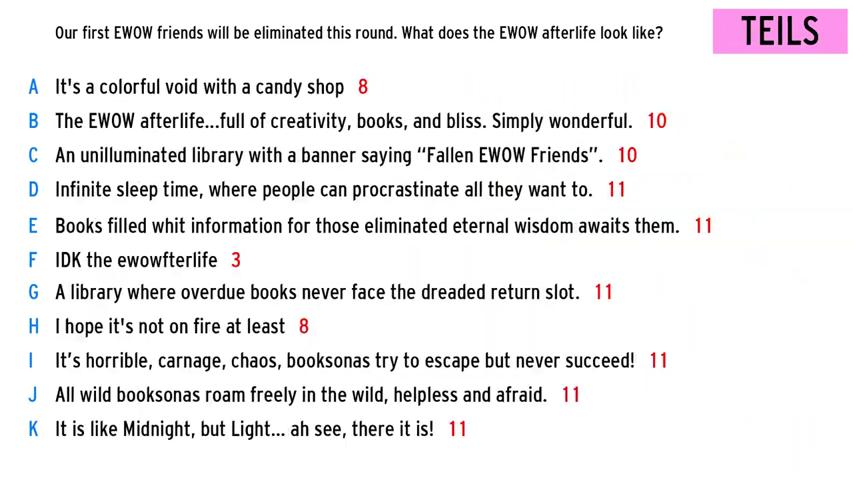 Our first EWOW friends will be eliminated this round. What does the EWOW afterlife look like?
TEILS
A It's a colorful void with a candy shop 8
B The EWOW afterlife...full of creativity, books, and bliss. Simply wonderful. 10
C An unilluminated library with a banner saying “Fallen EWOW Friends”. 10
D Infinite sleep time, where people can procrastinate all they want to. 11
E Books filled whit information for those eliminated eternal wisdom awaits them. 11
F IDK the ewowfterlife 3
G A library where overdue books never face the dreaded return slot. 11
H I hope it's not on fire at least 8
I It’s horrible, carnage, chaos, booksonas try to escape but never succeed! 11
J All wild booksonas roam freely in the wild, helpless and afraid. 11
K It is like Midnight, but Light... ah see, there it is! 11